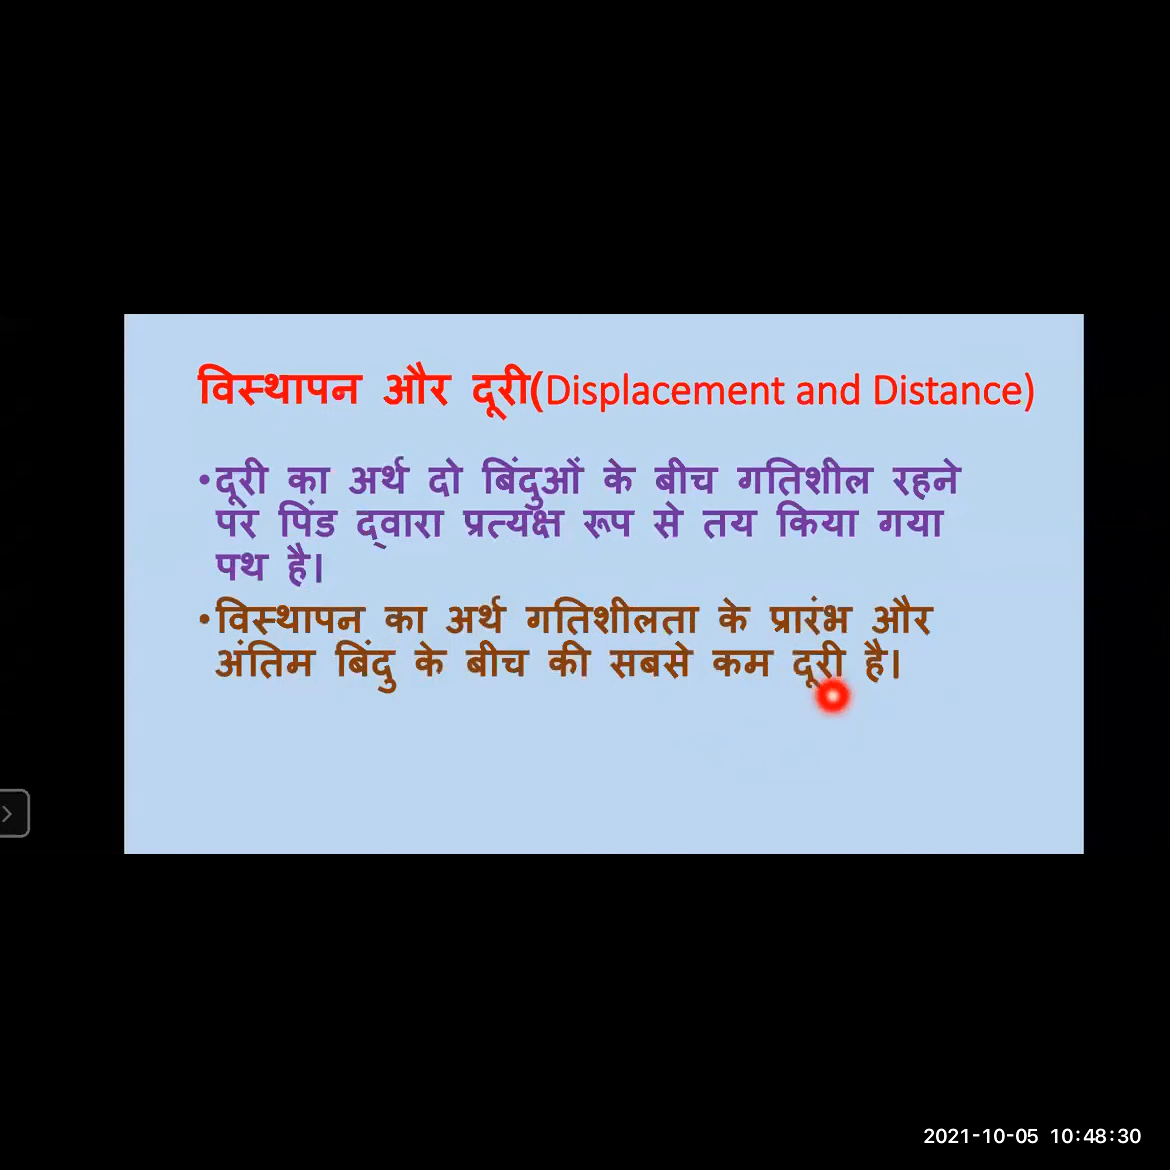 विस्थापन और दूरी(Displacement and Distance)
•दूरी का अर्थ दो बिंदुओं के बीच गतिशील रहने
पर पिंड द्वारा प्रत्यक्ष रूप से तय किया गया
पथ है।
•विस्थापन का अर्थ गतिशीलता के प्रारंभ और
अंतिम बिंदु के बीच की सबसे कम दूरी है।
2021-10-05 10:48:30